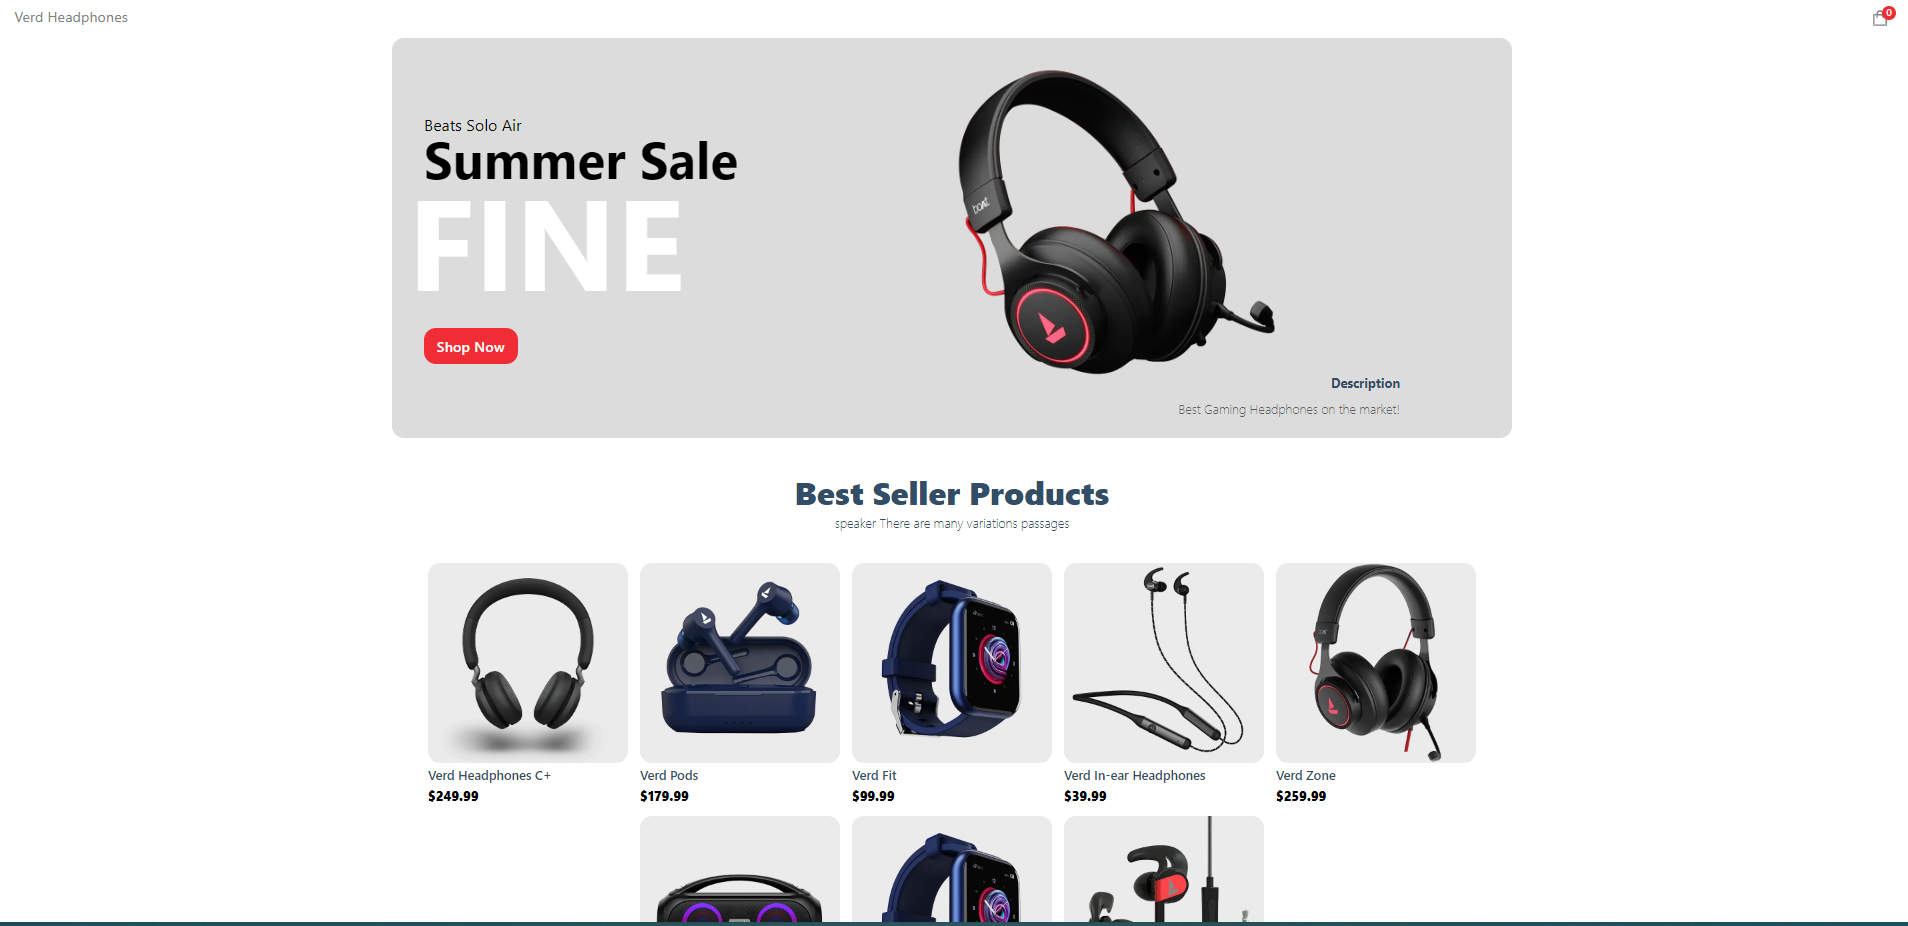 Verd Headphones
0
Beats Solo Air
Summer Sale
FINE
boat
Shop Now
Description
Best Gaming Headphones on the market!
Best Seller Products
speaker There are many variations passages
Verd Headphones C+
Verd Pods
Verd Fit
Verd In-ear Headphones
Verd Zone
$249.99
$179.99
$99.99
$39.99
$259.99